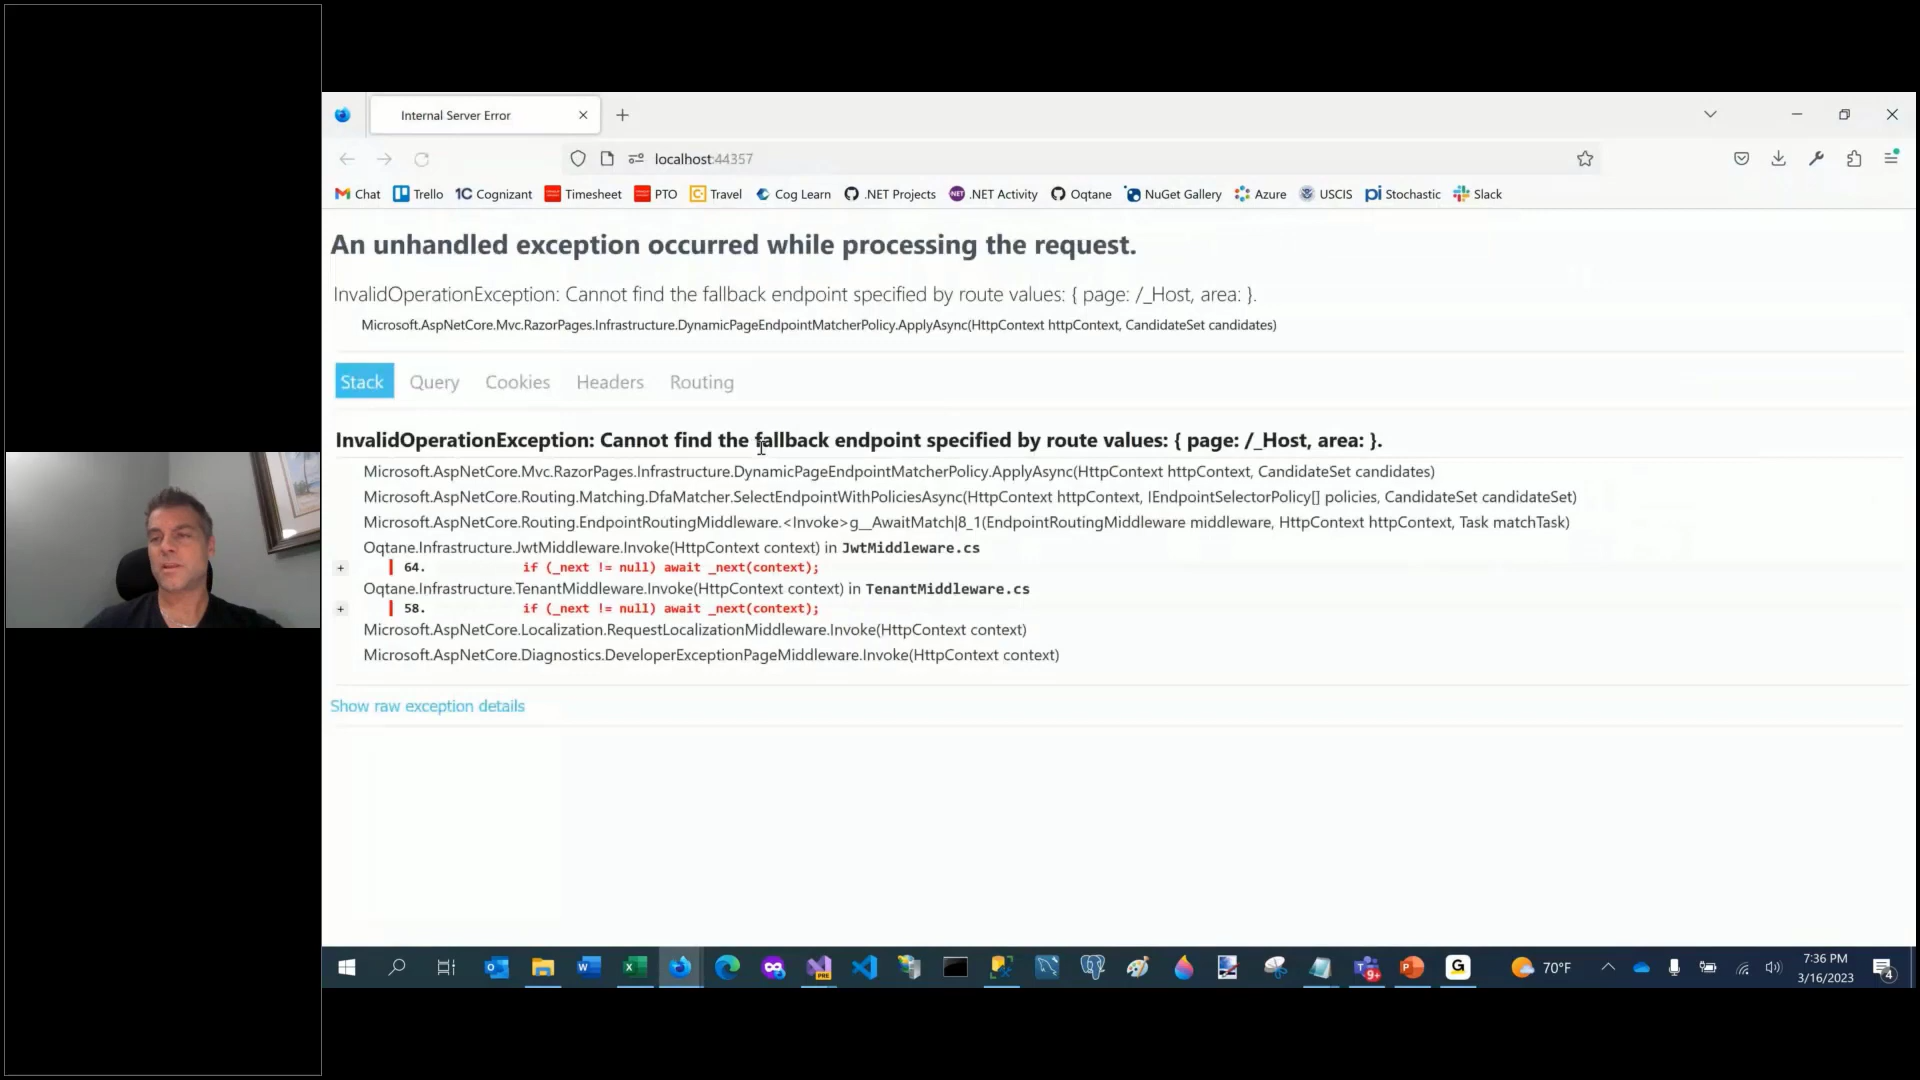 Internal Server Error
localhost:44357
Chat Trello 1C Cognizant Timesheet PTO Travel Cog Learn .NET Projects NET .NET Activity Oqtane NuGet Gallery Azure USCIS pi Stochastic Slack
An unhandled exception occurred while processing the request.
InvalidOperationException: Cannot find the fallback endpoint specified by route values: { page: /_Host, area: }.
Microsoft.AspNetCore.Mvc.RazorPages.Infrastructure.DynamicPageEndpointMatcherPolicy.ApplyAsync(HttpContext httpContext, CandidateSet candidates)
Stack Query Cookies Headers Routing
InvalidOperationException: Cannot find the fallback endpoint specified by route values: { page: /_Host, area: }.
Microsoft.AspNetCore.Mvc.RazorPages.Infrastructure.DynamicPageEndpointMatcherPolicy.ApplyAsync(HttpContext httpContext, CandidateSet candidates)
Microsoft.AspNetCore.Routing.Matching.DfaMatcher.SelectEndpointWithPoliciesAsync(HttpContext httpContext, IEndpointSelectorPolicy[] policies, CandidateSet candidateSet)
Microsoft.AspNetCore.Routing.EndpointRoutingMiddleware.<Invoke>g__AwaitMatch|8_1(EndpointRoutingMiddleware middleware, HttpContext httpContext, Task matchTask)
Oqtane.Infrastructure.JwtMiddleware.Invoke(HttpContext context) in JwtMiddleware.cs
+ 64. if (_next != null) await _next(context);
Oqtane.Infrastructure.TenantMiddleware.Invoke(HttpContext context) in TenantMiddleware.cs
+ 58. if (_next != null) await _next(context);
Microsoft.AspNetCore.Localization.RequestLocalizationMiddleware.Invoke(HttpContext context)
Microsoft.AspNetCore.Diagnostics.DeveloperExceptionPageMiddleware.Invoke(HttpContext context)
Show raw exception details
70°F
7:36 PM
3/16/2023
4